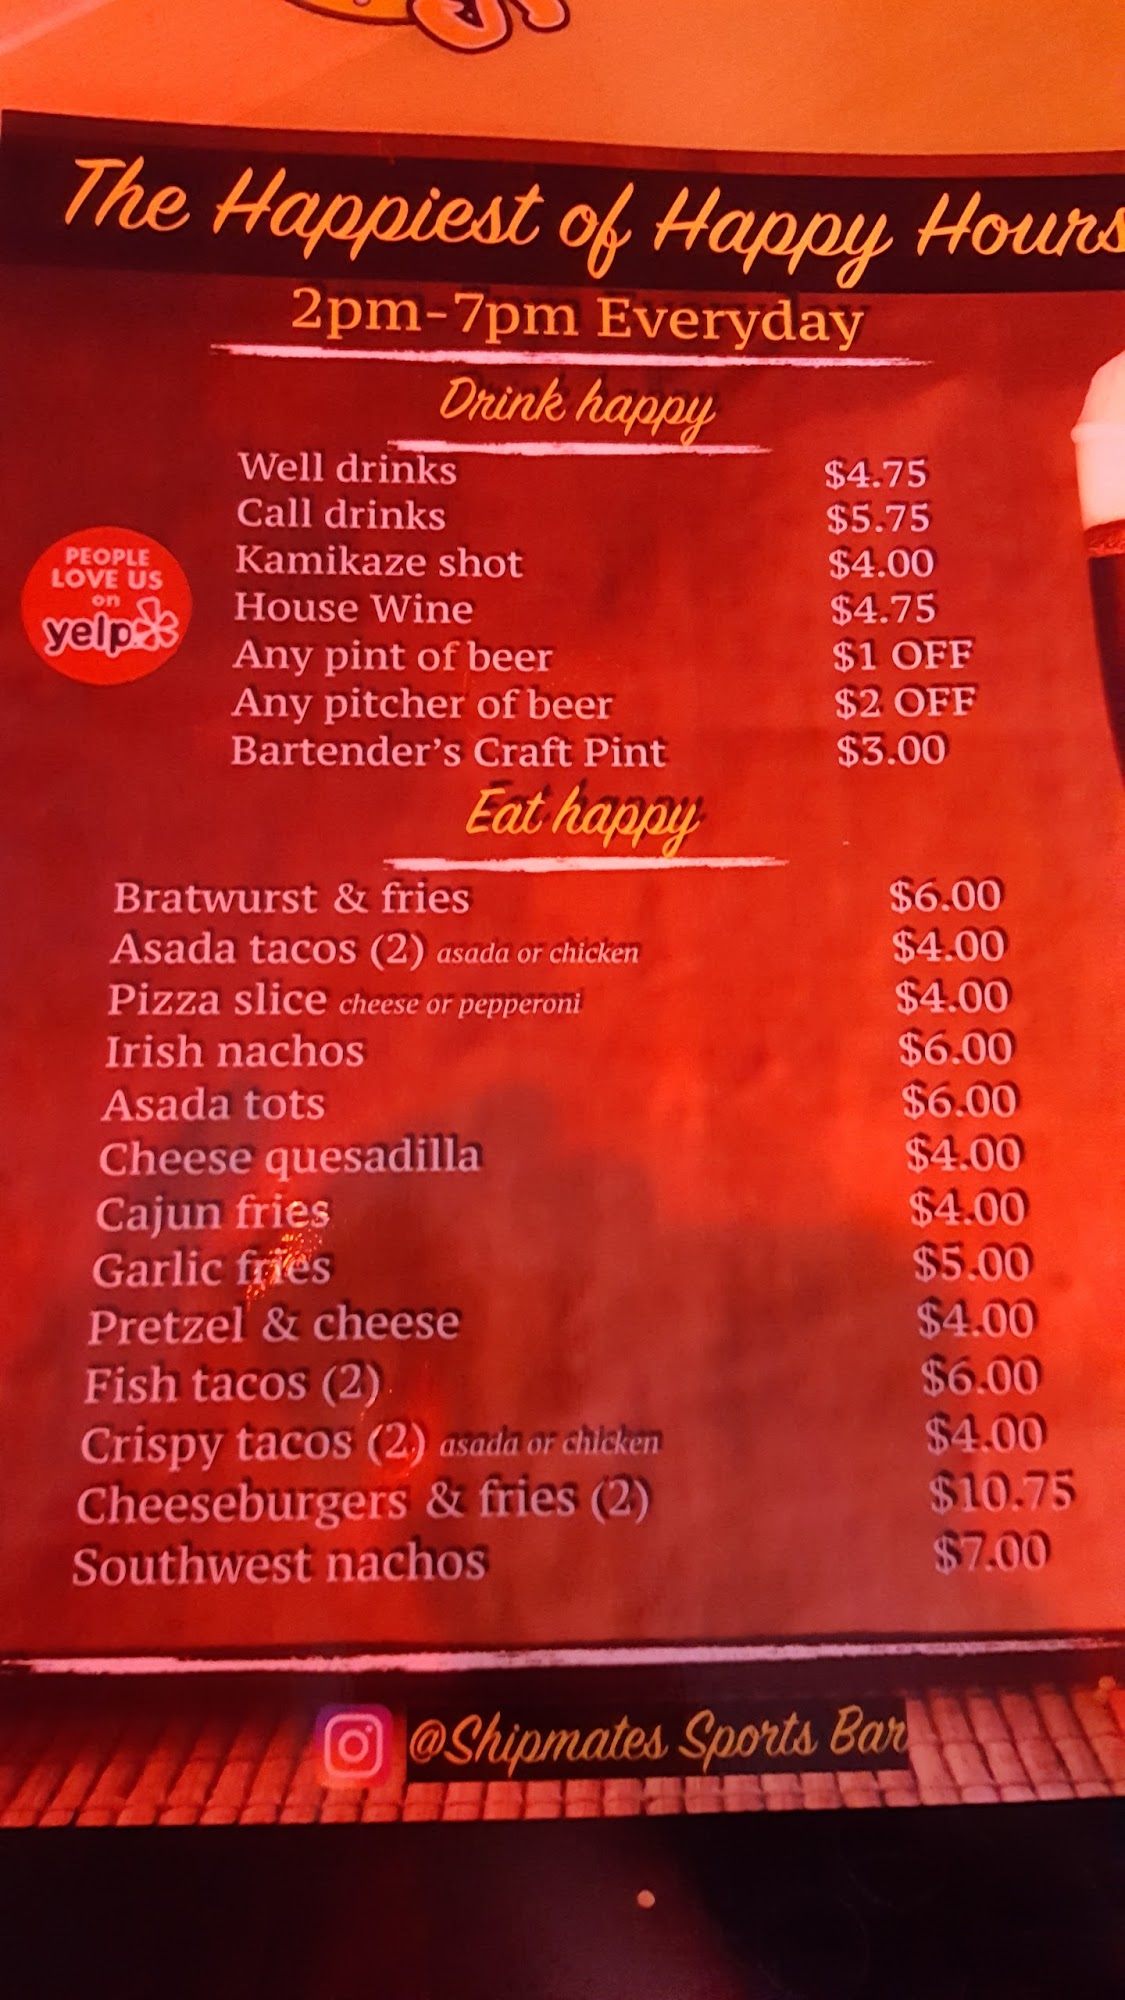 The Happiest of Happy Hours
2pm-7pm Everyday
Drink happy
Well drinks $4.75
Call drinks $5.75
Kamikaze shot $4.00
House Wine $4.75
Any pint of beer $1 OFF
Any pitcher of beer $2 OFF
Bartender's Craft Pint $3.00
PEOPLE
LOVE US
on
yelp
Eat happy
Bratwurst & fries $6.00
Asada tacos (2) asada or chicken $4.00
Pizza slice cheese or pepperoni $4.00
Irish nachos $6.00
Asada tots $6.00
Cheese quesadilla $4.00
Cajun fries $4.00
Garlic fries $5.00
Pretzel & cheese $4.00
Fish tacos (2) $6.00
Crispy tacos (2) asada or chicken $4.00
Cheeseburgers & fries (2) $10.75
Southwest nachos $7.00
@Shipmates Sports Bar